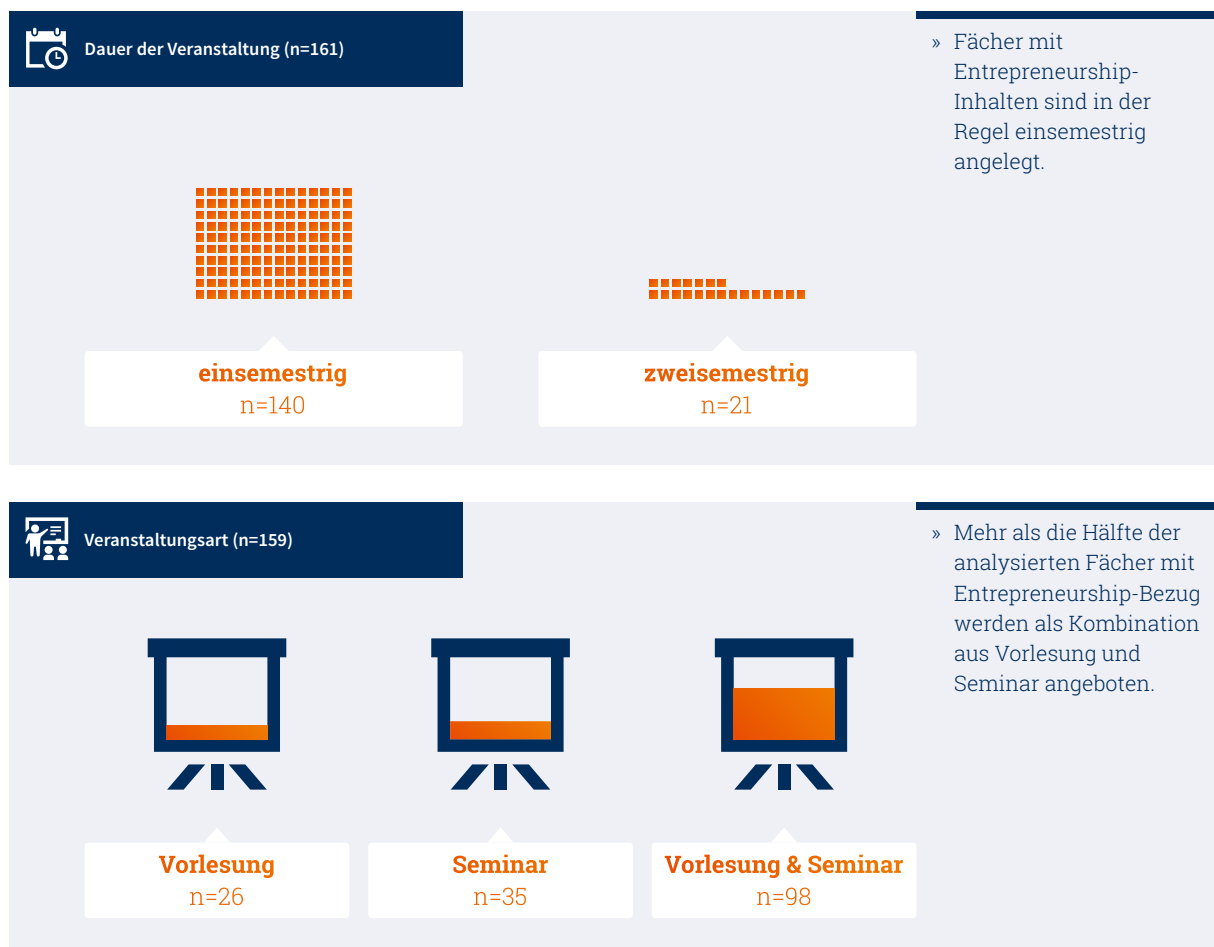 Dauer der Veranstaltung (n=161)
einsemestrig
n=140
zweisemestrig
n=21
» Fächer mit
Entrepreneurship-
Inhalten sind in der
Regel einsemestrig
angelegt.
Veranstaltungsart (n=159)
Vorlesung
n=26
Seminar
n=35
Vorlesung & Seminar
n=98
» Mehr als die Hälfte der
analysierten Fächer mit
Entrepreneurship-Bezug
werden als Kombination
aus Vorlesung und
Seminar angeboten.